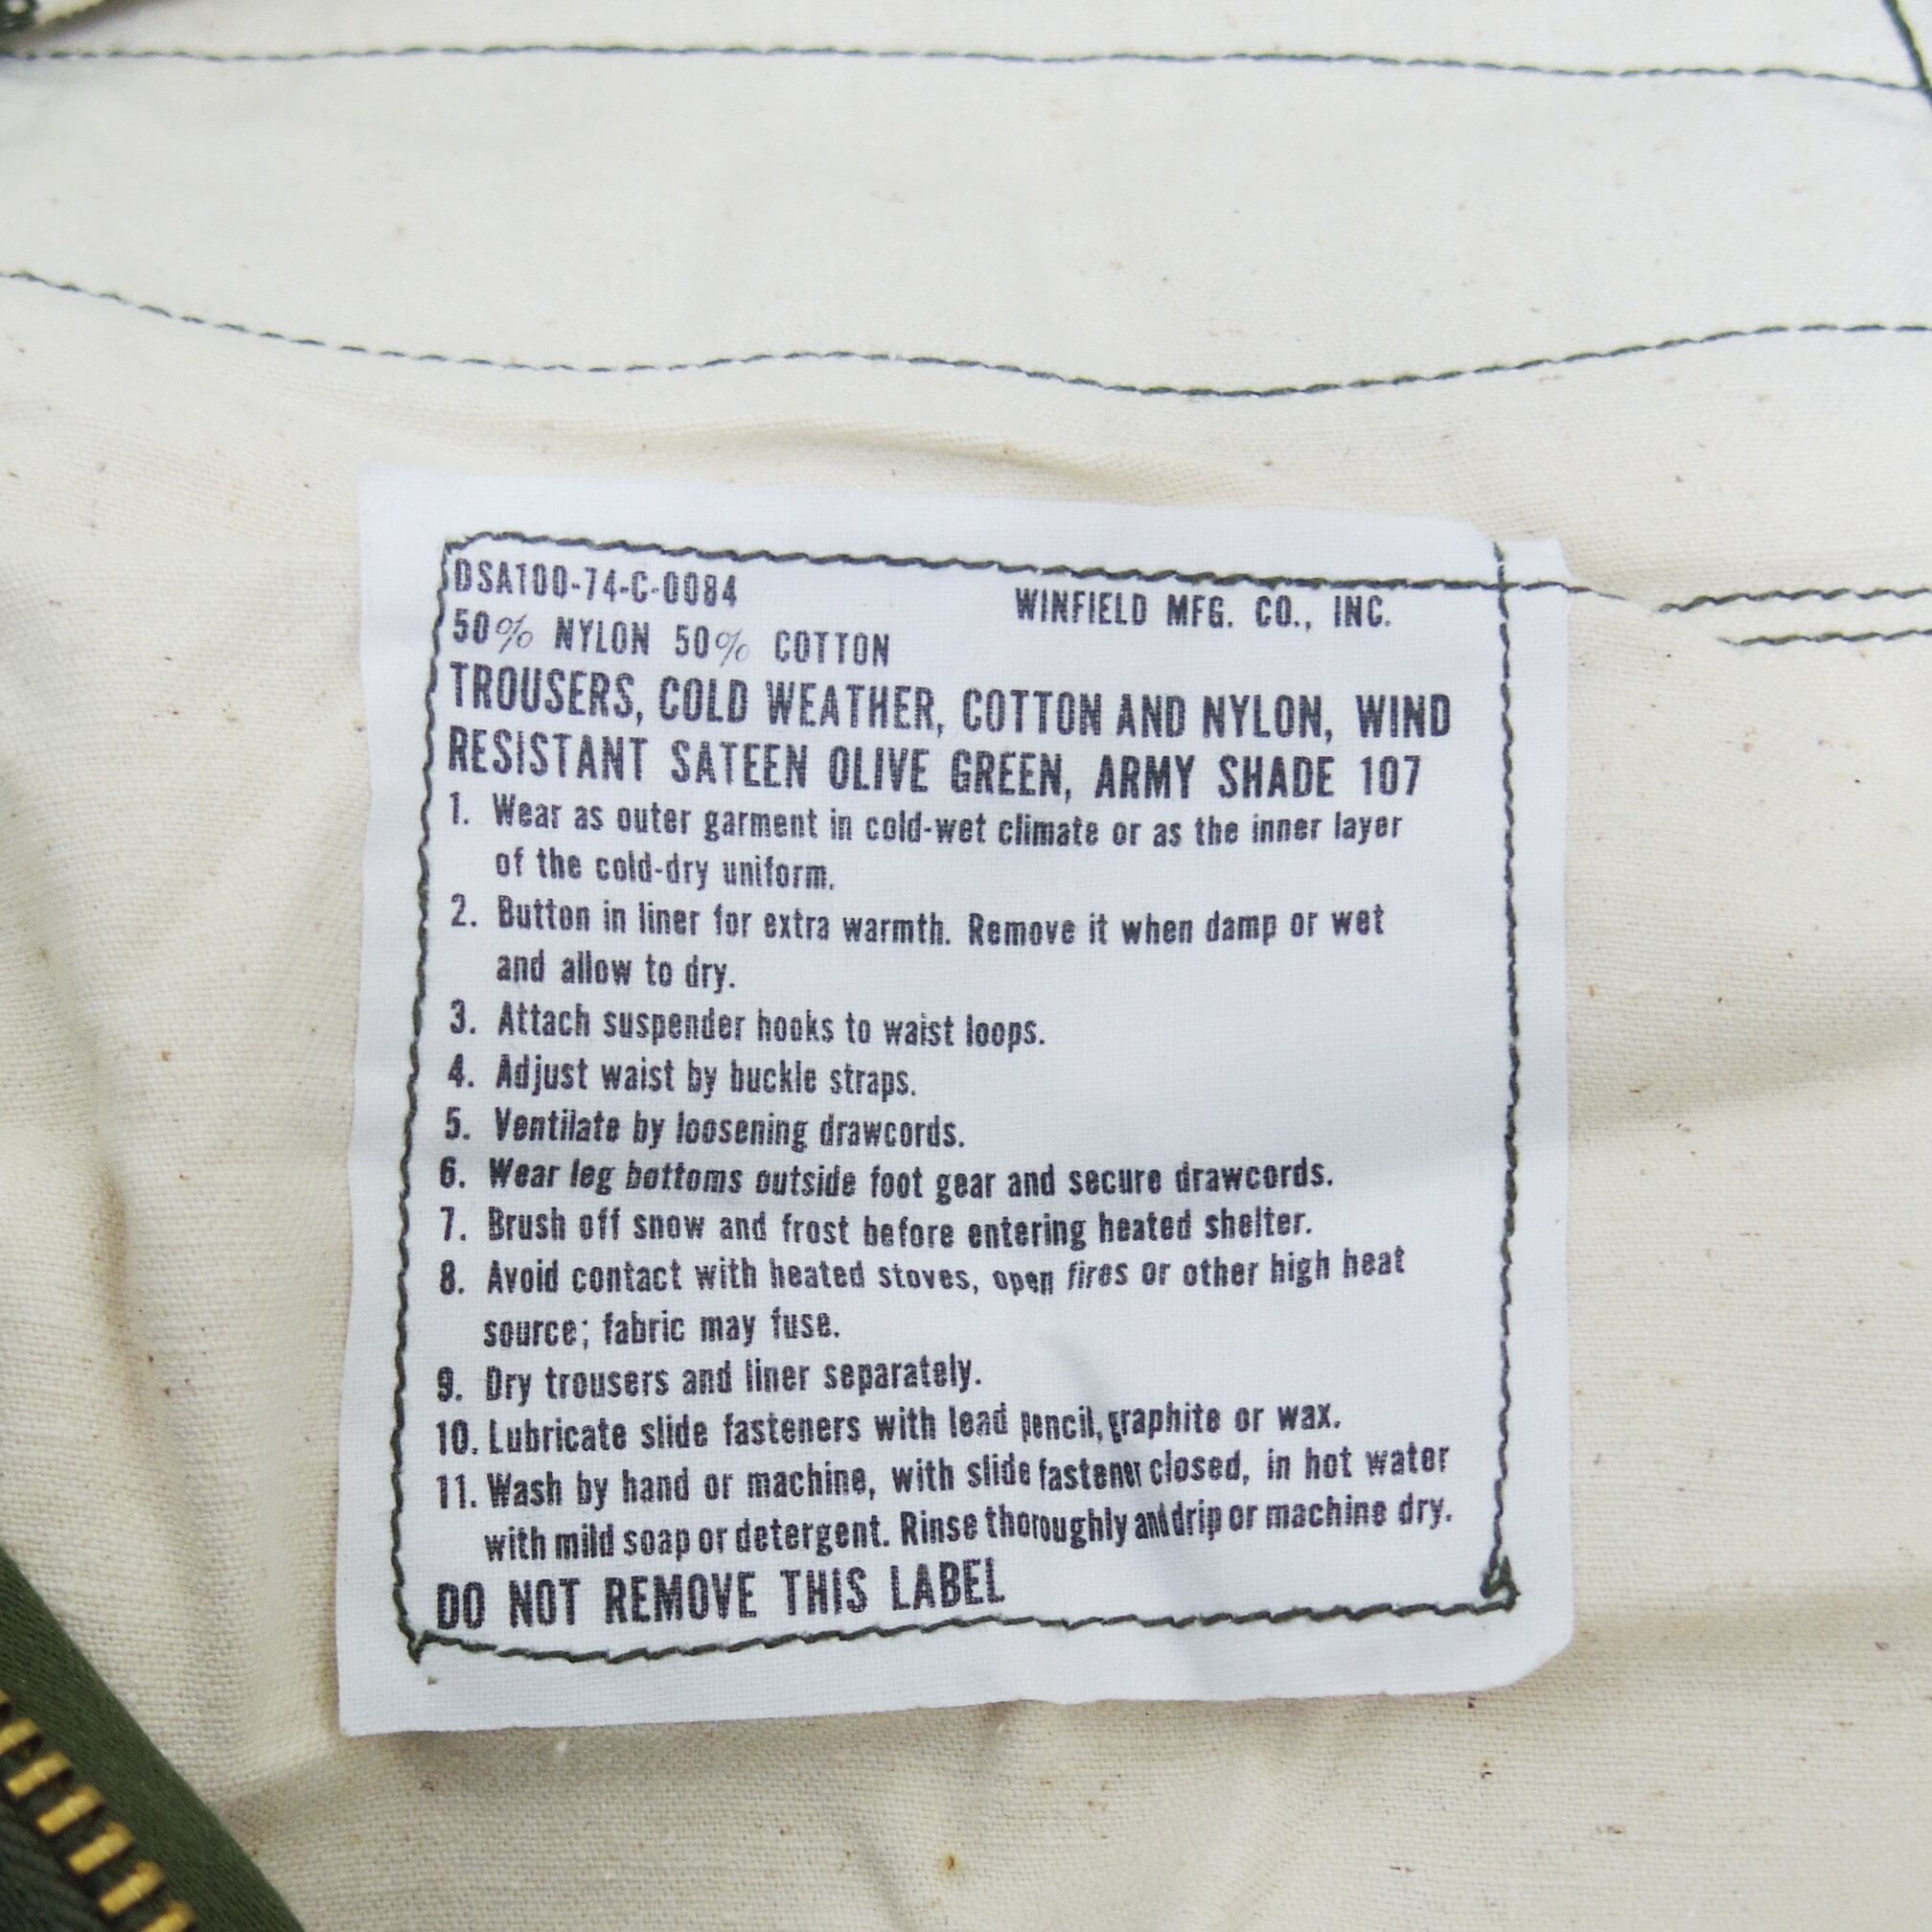 DSA100-74-C-0084
WINFIELD MFG. CO., INC.
50% NYLON 50% COTTON
TROUSERS, COLD WEATHER, COTTON AND NYLON, WIND
RESISTANT SATEEN OLIVE GREEN, ARMY SHADE 107
1. Wear as outer garment in cold-wet climate or as the inner layer
of the cold-dry uniform.
2. Button in liner for extra warmth. Remove it when damp or wet
and allow to dry.
3. Attach suspender hooks to waist loops.
4. Adjust waist by buckle straps.
5. Ventilate by loosening drawcords.
6. Wear leg bottoms outside foot gear and secure drawcords.
7. Brush off snow and frost before entering heated shelter.
8. Avoid contact with heated stoves, open fires or other high heat
source; fabric may fuse.
9. Dry trousers and liner separately.
10. Lubricate slide fasteners with lead pencil, graphite or wax.
11. Wash by hand or machine, with slide fastener closed, in hot water
with mild soap or detergent. Rinse thoroughly and drip or machine dry.
DO NOT REMOVE THIS LABEL